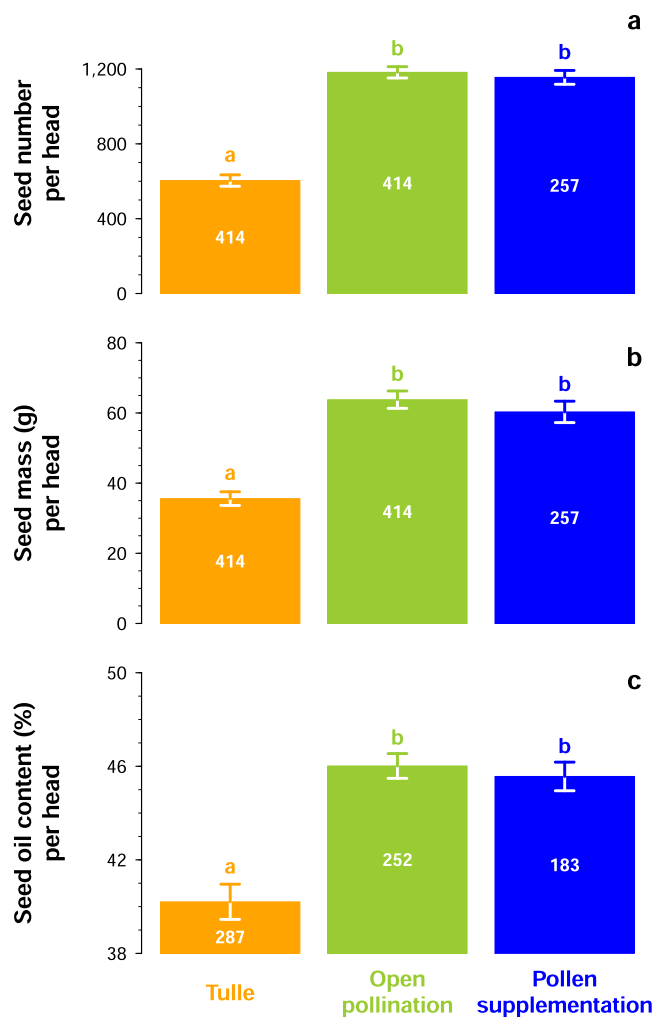 a
Seed number
per head
1,200
800
400
0
a
b
b
414
414
257
b
Seed mass (g)
per head
80
60
40
20
0
a
b
b
414
414
257
c
Seed oil content (%)
per head
50
46
42
38
a
b
b
287
252
183
Tulle
Open
pollination
Pollen
supplementation